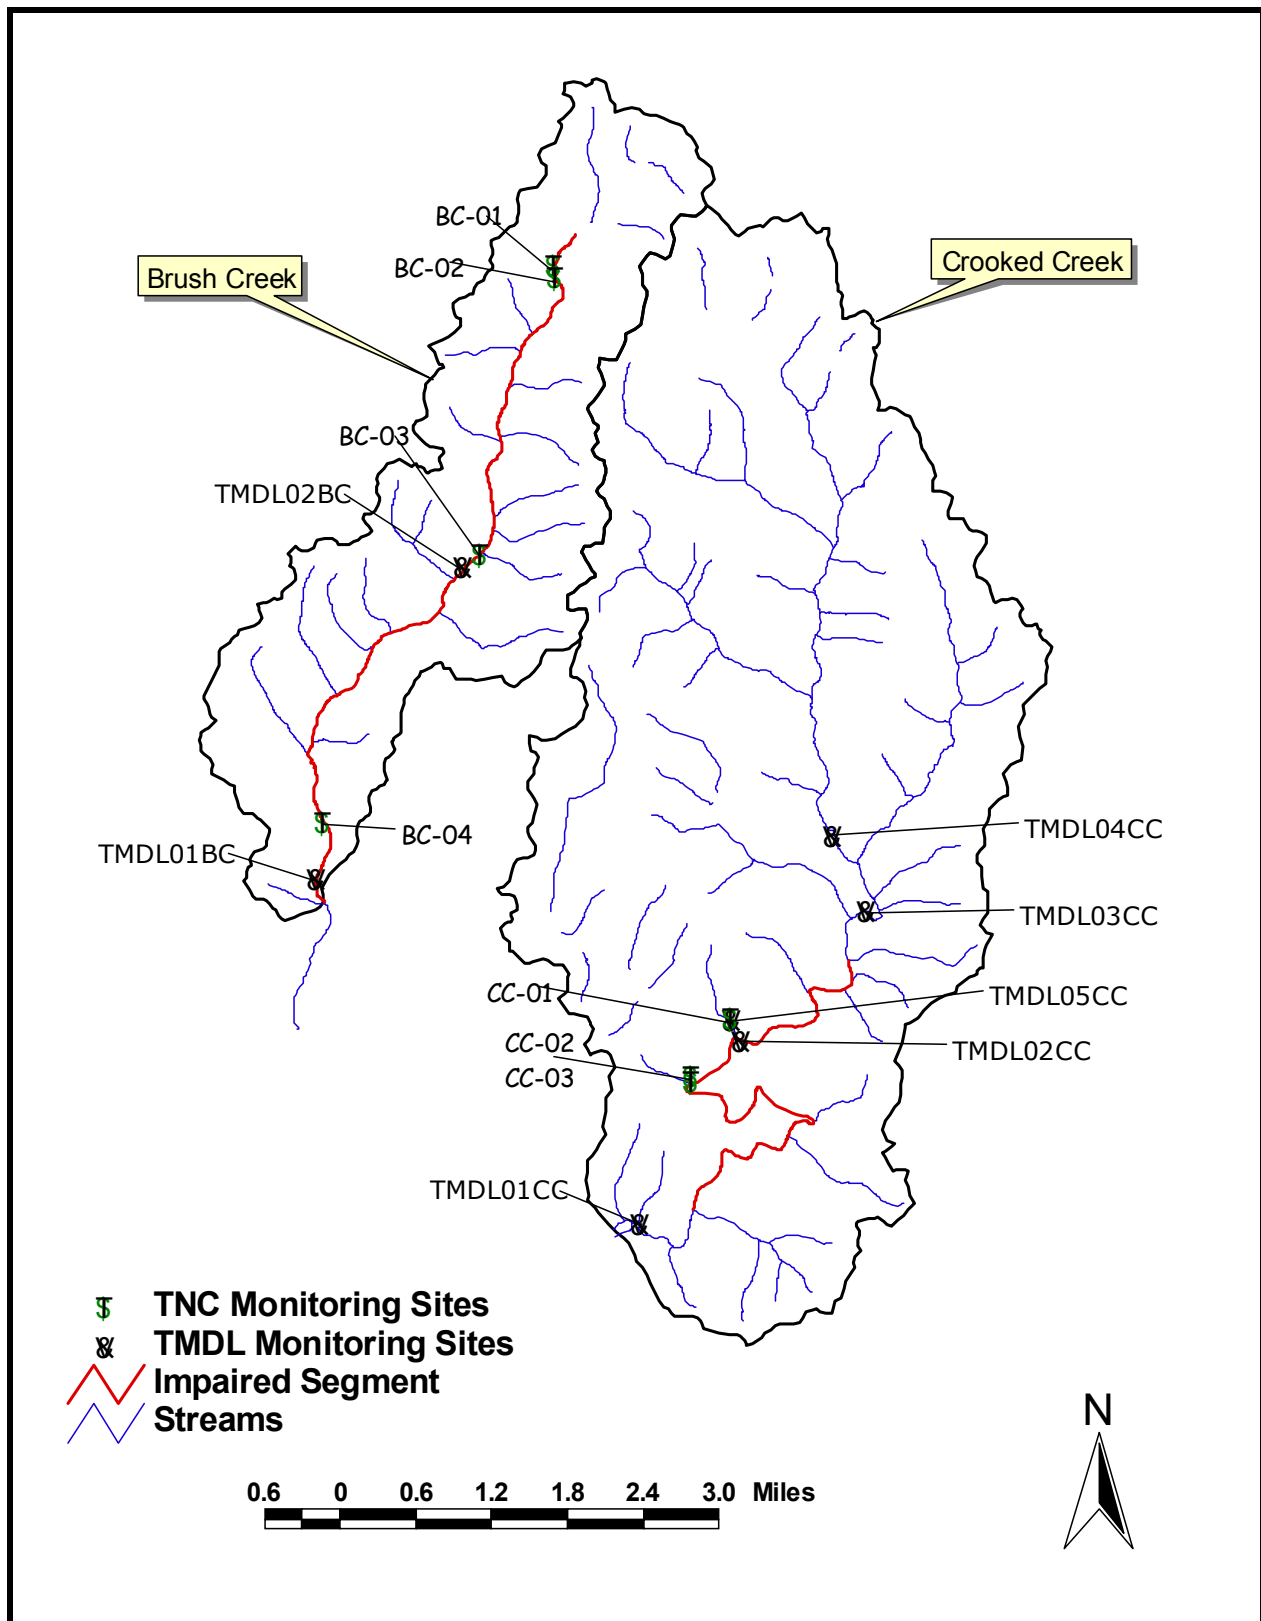 BC-01
BC-02
Brush Creek
Crooked Creek
BC-03
TMDL02BC
BC-04
TMDL01BC
TMDL04CC
TMDL03CC
CC-01
TMDL05CC
CC-02
TMDL02CC
CC-03
TMDL01CC
TNC Monitoring Sites
TMDL Monitoring Sites
Impaired Segment
Streams
N
0.6 0 0.6 1.2 1.8 2.4 3.0 Miles